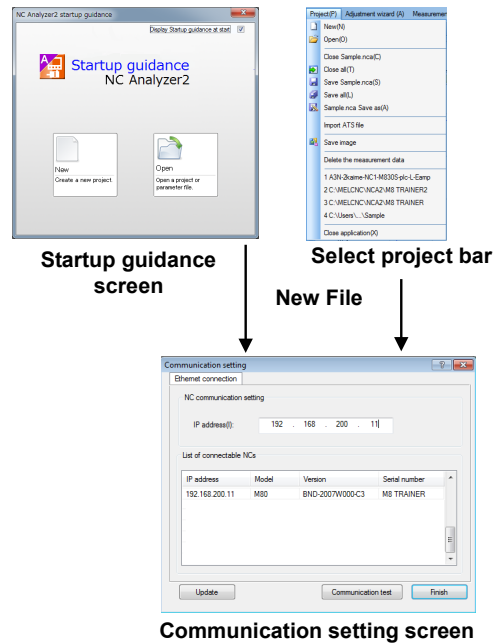 NC Analyzer2 startup guidance
Display Startup guidance at start
Startup guidance
NC Analyzer2
New
Create a new project.
Open
Open a project or
parameter file.
Startup guidance
screen
Project(P) Adjustment wizard (A) Measuremen
New(N)
Open(O)
Close Sample.nca(C)
Close all(T)
Save Sample.nca(S)
Save all(L)
Sample.nca Save as(A)
Import ATS file
Save image
Delete the measurement data
1 A3N-2kaime-NC1-M830S-plc-L-Eamp
2 C:\MELCNC\NCA2\M8 TRAINER2
3 C:\MELCNC\NCA2\M8 TRAINER
4 C:\Users\...\Sample
Close application(X)
Select project bar
New File
Communication setting
Ethernet connection
NC communication setting
IP address(I): 192 . 168 . 200 . 11
List of connectable NCs
IP address Model Version Serial number
192.168.200.11 M80 BND-2007W000-C3 M8 TRAINER
Update Communication test Finish
Communication setting screen